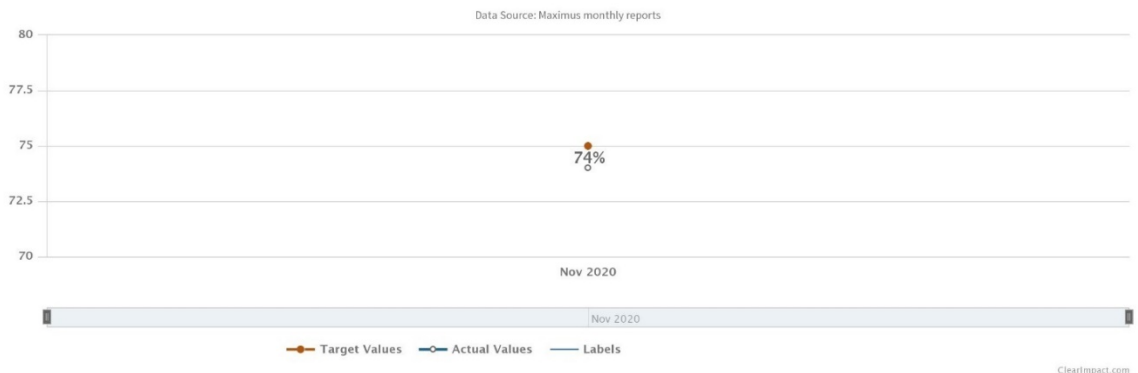 Data Source: Maximus monthly reports
80
77.5
75
74%
72.5
70
Nov 2020
Nov 2020
Target Values Actual Values Labels
ClearImpact.com